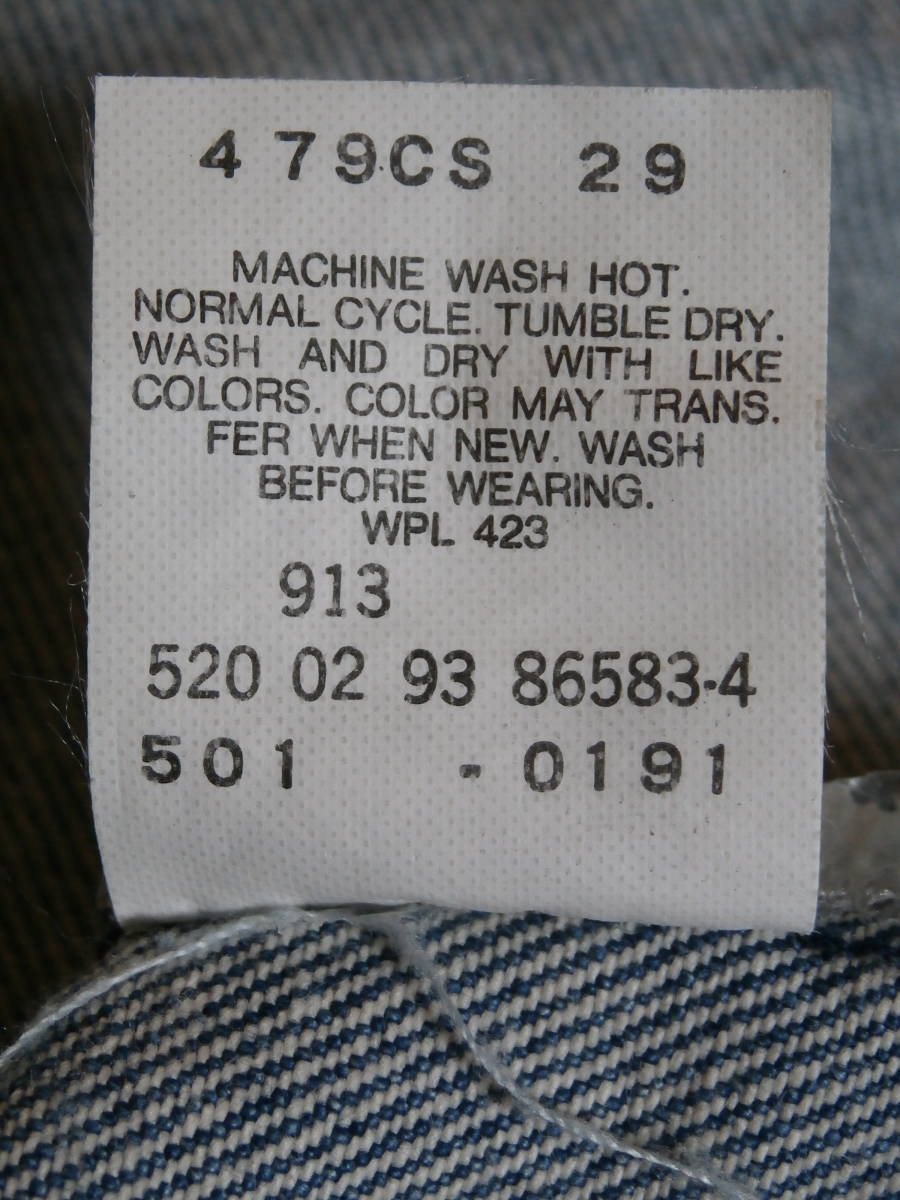 479CS 29
MACHINE WASH HOT.
NORMAL CYCLE. TUMBLE DRY.
WASH AND DRY WITH LIKE
COLORS. COLOR MAY TRANS.
FER WHEN NEW. WASH
BEFORE WEARING.
WPL 423
913
520 02 93 86583-4
501 - 0191